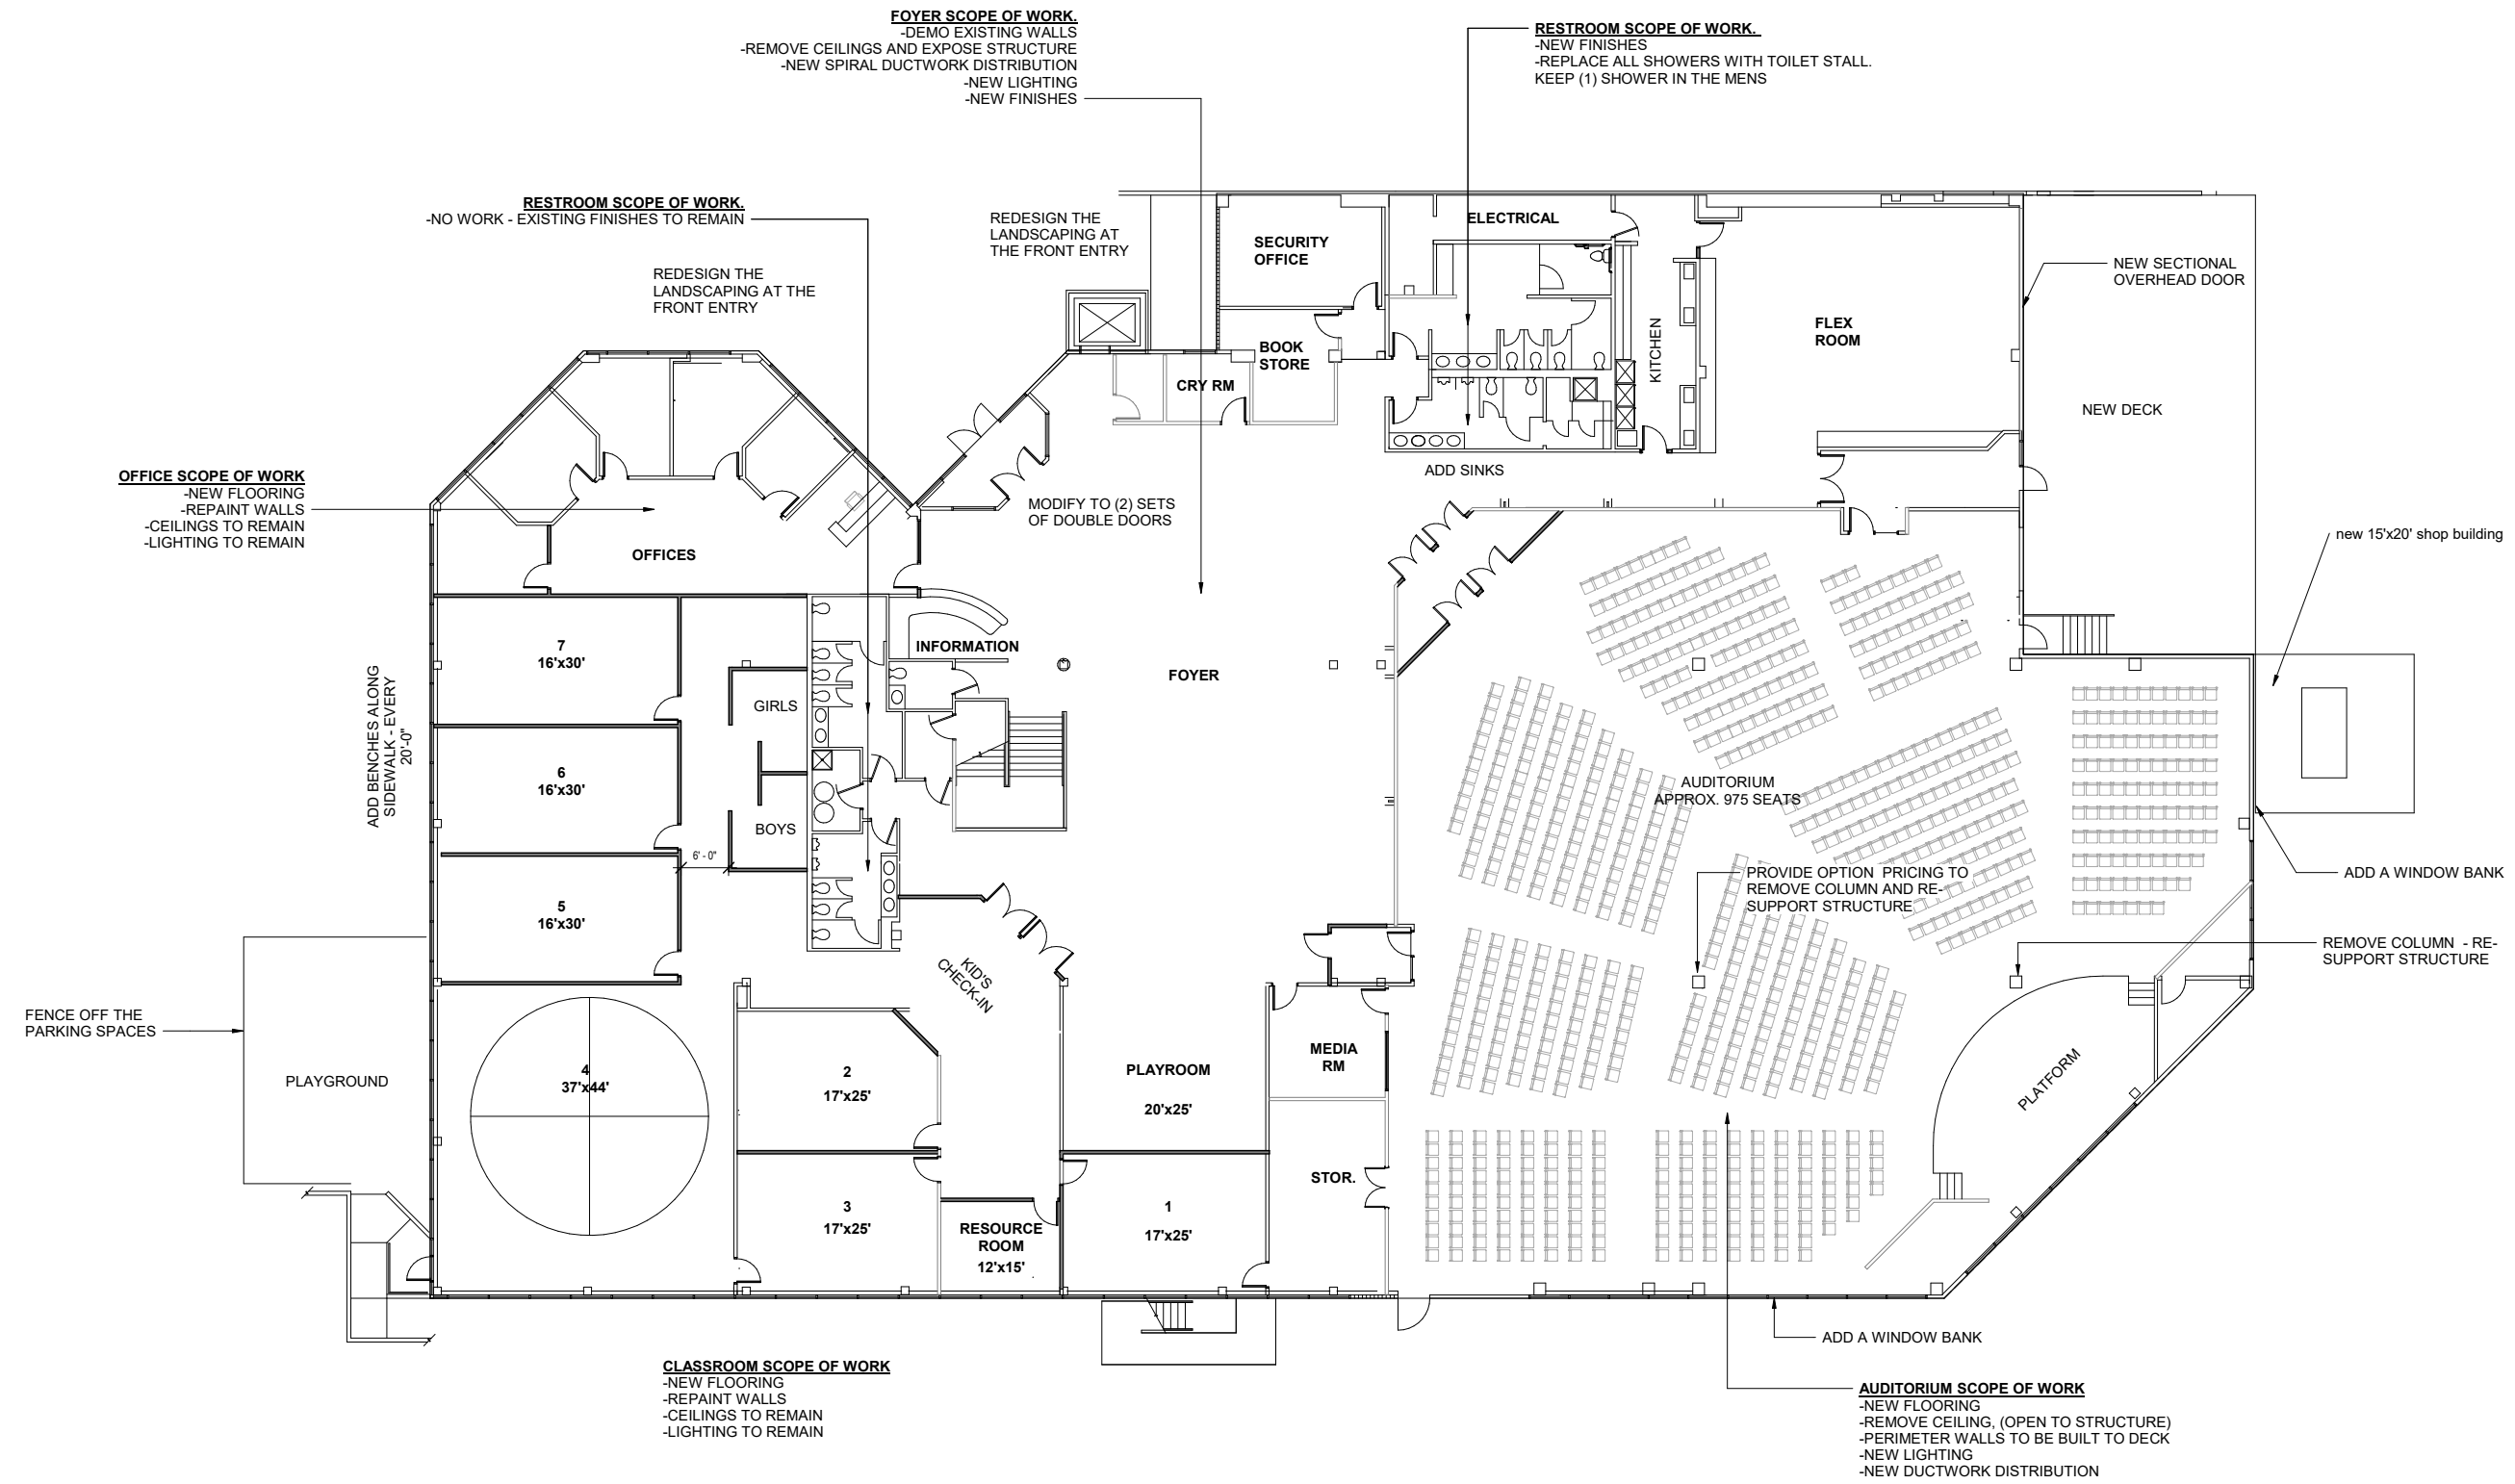 FOYER SCOPE OF WORK.
-DEMO EXISTING WALLS
-REMOVE CEILINGS AND EXPOSE STRUCTURE
-NEW SPIRAL DUCTWORK DISTRIBUTION
-NEW LIGHTING
-NEW FINISHES
RESTROOM SCOPE OF WORK.
-NEW FINISHES
-REPLACE ALL SHOWERS WITH TOILET STALL.
KEEP (1) SHOWER IN THE MENS
RESTROOM SCOPE OF WORK.
-NO WORK - EXISTING FINISHES TO REMAIN
REDESIGN THE
LANDSCAPING AT
THE FRONT ENTRY
REDESIGN THE
LANDSCAPING AT THE
FRONT ENTRY
SECURITY
OFFICE
ELECTRICAL
BOOK
STORE
CRY RM
KITCHEN
FLEX
ROOM
NEW SECTIONAL
OVERHEAD DOOR
NEW DECK
ADD SINKS
OFFICE SCOPE OF WORK
-NEW FLOORING
-REPAINT WALLS
-CEILINGS TO REMAIN
-LIGHTING TO REMAIN
OFFICES
MODIFY TO (2) SETS
OF DOUBLE DOORS
new 15'x20' shop building
INFORMATION
FOYER
7
16'x30'
6
16'x30'
5
16'x30'
GIRLS
BOYS
6' - 0"
ADD BENCHES ALONG
SIDEWALK - EVERY
20'-0"
AUDITORIUM
APPROX. 975 SEATS
PROVIDE OPTION PRICING TO
REMOVE COLUMN AND RE-
SUPPORT STRUCTURE
ADD A WINDOW BANK
REMOVE COLUMN - RE-
SUPPORT STRUCTURE
KID'S
CHECK-IN
FENCE OFF THE
PARKING SPACES
PLAYGROUND
4
37'x44'
2
17'x25'
PLAYROOM
20'x25'
MEDIA
RM
PLATFORM
3
17'x25'
RESOURCE
ROOM
12'x15'
1
17'x25'
STOR.
ADD A WINDOW BANK
CLASSROOM SCOPE OF WORK
-NEW FLOORING
-REPAINT WALLS
-CEILINGS TO REMAIN
-LIGHTING TO REMAIN
AUDITORIUM SCOPE OF WORK
-NEW FLOORING
-REMOVE CEILING, (OPEN TO STRUCTURE)
-PERIMETER WALLS TO BE BUILT TO DECK
-NEW LIGHTING
-NEW DUCTWORK DISTRIBUTION